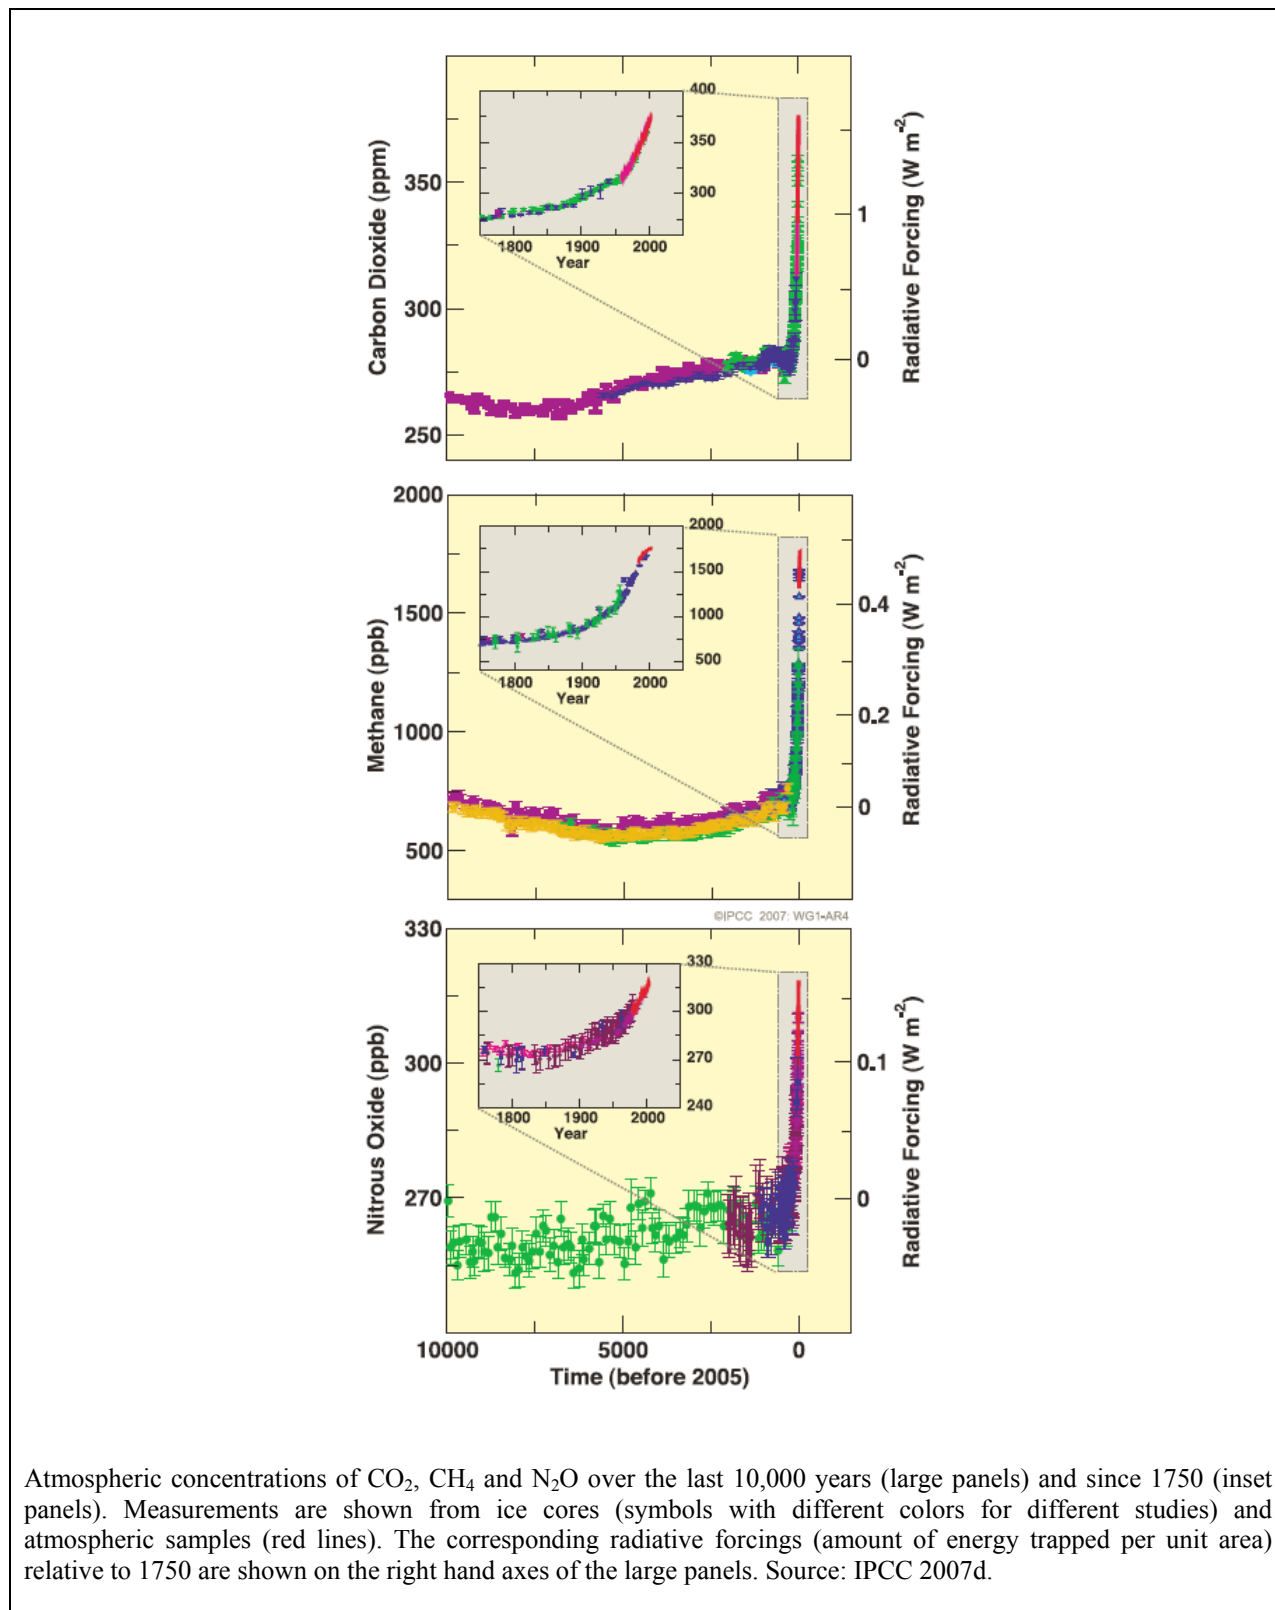 400
350
300
1800 1900 2000
Year
350
300
250
Carbon Dioxide (ppm)
1
0
Radiative Forcing (W m⁻²)
2000
1500
1000
500
Methane (ppb)
2000
1500
1000
500
1800 1900 2000
Year
0.4
0.2
0
Radiative Forcing (W m⁻²)
©IPCC 2007: WG1-AR4
330
300
270
Nitrous Oxide (ppb)
330
300
270
240
1800 1900 2000
Year
0.1
0
Radiative Forcing (W m⁻²)
10000 5000 0
Time (before 2005)
Atmospheric concentrations of CO₂, CH₄ and N₂O over the last 10,000 years (large panels) and since 1750 (inset
panels). Measurements are shown from ice cores (symbols with different colors for different studies) and
atmospheric samples (red lines). The corresponding radiative forcings (amount of energy trapped per unit area)
relative to 1750 are shown on the right hand axes of the large panels. Source: IPCC 2007d.